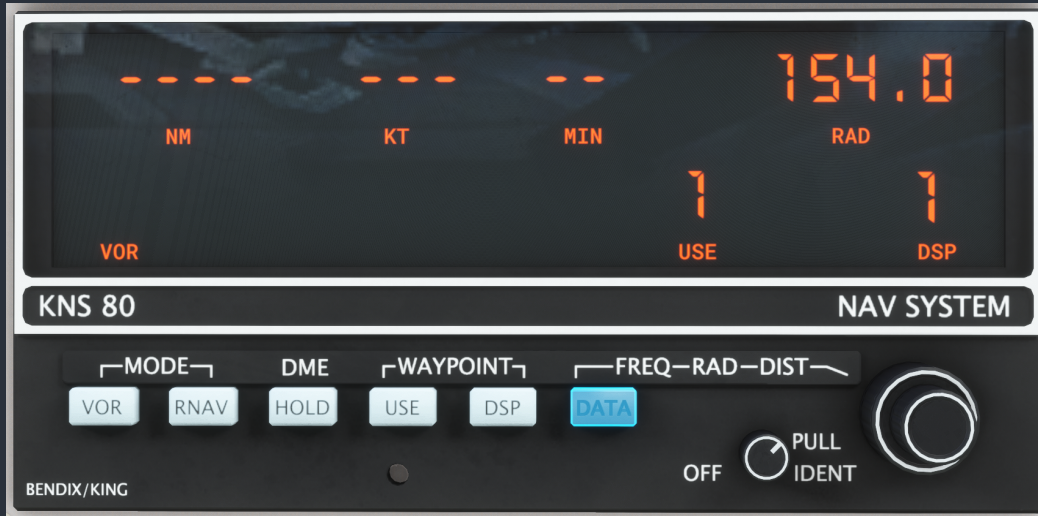 ---- --- -- 154.0
NM KT MIN RAD
1 1
VOR USE DSP
KNS 80 NAV SYSTEM
MODE DME WAYPOINT FREQ-RAD-DIST
VOR RNAV HOLD USE DSP DATA
PULL
OFF IDENT
BENDIX/KING